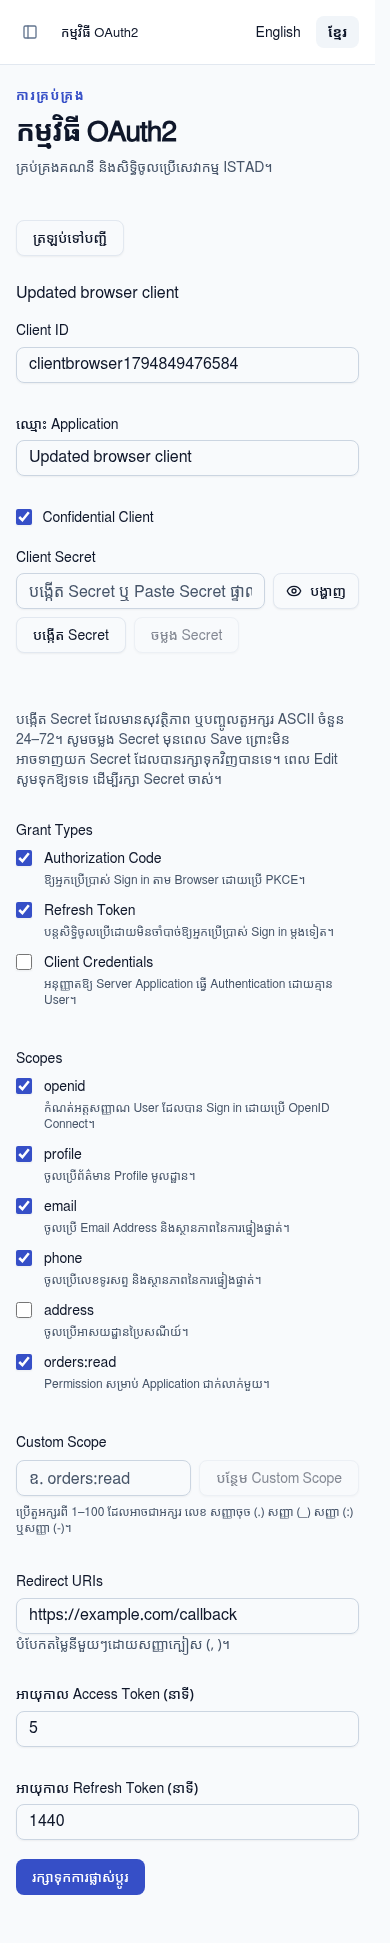 កម្មវិធី OAuth2
English
ខ្មែរ
ការគ្រប់គ្រង
កម្មវិធី OAuth2
គ្រប់គ្រងគណនី និងសិទ្ធិចូលប្រើសេវាកម្ម ISTAD។
ត្រឡប់ទៅបញ្ជី
Updated browser client
Client ID
clientbrowser1794849476584
ឈ្មោះ Application
Updated browser client
Confidential Client
Client Secret
បង្កើត Secret ឬ Paste Secret ផ្ទាល
បង្ហាញ
បង្កើត Secret
ចម្លង Secret
បង្កើត Secret ដែលមានសុវត្ថិភាព ឬបញ្ចូលតួអក្សរ ASCII ចំនួន
24–72។ សូមចម្លង Secret មុនពេល Save ព្រោះមិន
អាចទាញយក Secret ដែលបានរក្សាទុកវិញបានទេ។ ពេល Edit
សូមទុកឱ្យទទេ ដើម្បីរក្សា Secret ចាស់។
Grant Types
Authorization Code
ឱ្យអ្នកប្រើប្រាស់ Sign in តាម Browser ដោយប្រើ PKCE។
Refresh Token
បន្តសិទ្ធិចូលប្រើដោយមិនចាំបាច់ឱ្យអ្នកប្រើប្រាស់ Sign in ម្តងទៀត។
Client Credentials
អនុញ្ញាតឱ្យ Server Application ធ្វើ Authentication ដោយគ្មាន
User។
Scopes
openid
កំណត់អត្តសញ្ញាណ User ដែលបាន Sign in ដោយប្រើ OpenID
Connect។
profile
ចូលប្រើព័ត៌មាន Profile មូលដ្ឋាន។
email
ចូលប្រើ Email Address និងស្ថានភាពនៃការផ្ទៀងផ្ទាត់។
phone
ចូលប្រើលេខទូរសព្ទ និងស្ថានភាពនៃការផ្ទៀងផ្ទាត់។
address
ចូលប្រើអាសយដ្ឋានប្រៃសណីយ៍។
orders:read
Permission សម្រាប់ Application ជាក់លាក់មួយ។
Custom Scope
ឧ. orders:read
បន្ថែម Custom Scope
ប្រើតួអក្សរពី 1–100 ដែលអាចជាអក្សរ លេខ សញ្ញាចុច (.) សញ្ញា (_) សញ្ញា (:)
ឬសញ្ញា (-)។
Redirect URIs
https://example.com/callback
បំបែកតម្លៃនីមួយៗដោយសញ្ញាក្បៀស (, )។
អាយុកាល Access Token (នាទី)
5
អាយុកាល Refresh Token (នាទី)
1440
រក្សាទុកការផ្លាស់ប្តូរ